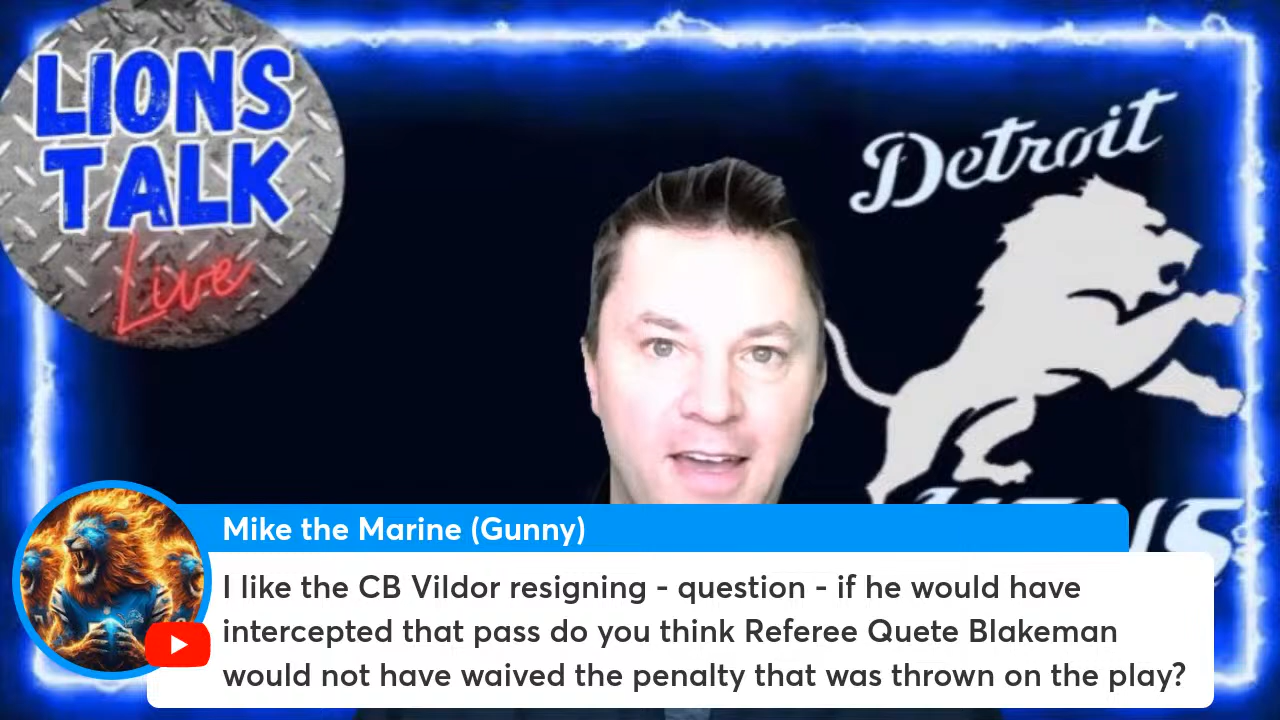 LIONS
TALK
Live
Detroit
Mike the Marine (Gunny)
I like the CB Vildor resigning - question - if he would have
intercepted that pass do you think Referee Quete Blakeman
would not have waived the penalty that was thrown on the play?